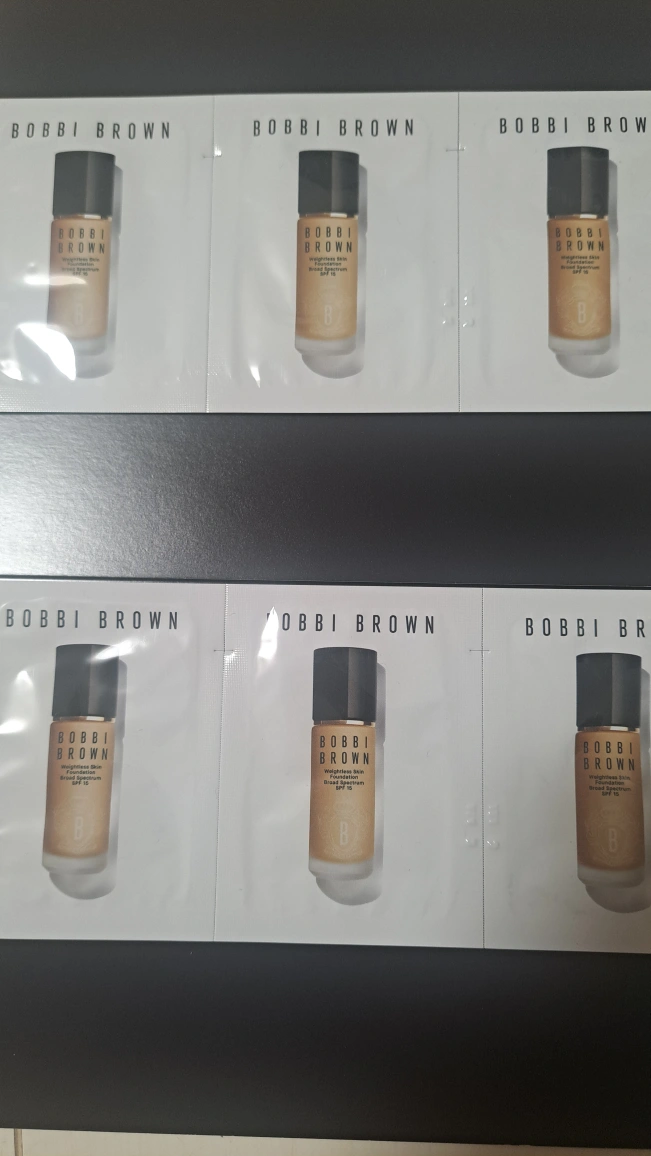 BOBBI BROWN
BOBBI BROWN
BOBBI BROW
BOBBI
BROWN
Weightless Skin
Foundation
Broad Spectrum
SPF 15
B
BOBBI
BROWN
Weightless Skin
Foundation
Broad Spectrum
SPF 15
B
BOBBI
BROWN
Weightless Skin
Foundation
Broad Spectrum
SPF 15
B
BOBBI BROWN
BOBBI BROWN
BOBBI BR
BOBBI
BROWN
Weightless Skin
Foundation
Broad Spectrum
SPF 15
B
BOBBI
BROWN
Weightless Skin
Foundation
Broad Spectrum
SPF 15
B
BOBBI
BROWN
Weightless Skin
Foundation
Broad Spectrum
SPF 15
B